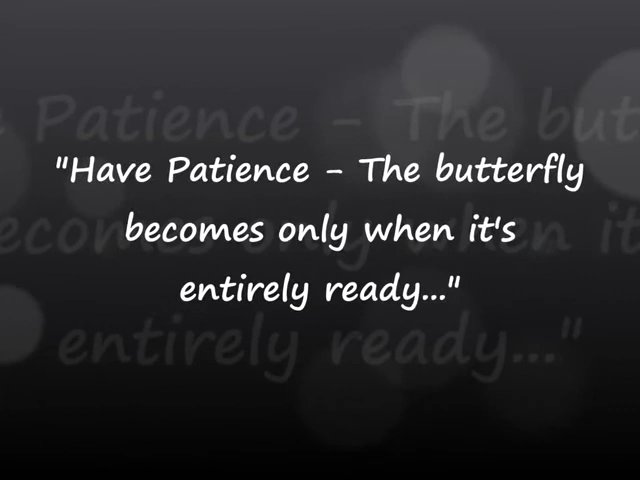 "Have Patience - The butterfly
becomes only when it's
entirely ready..."